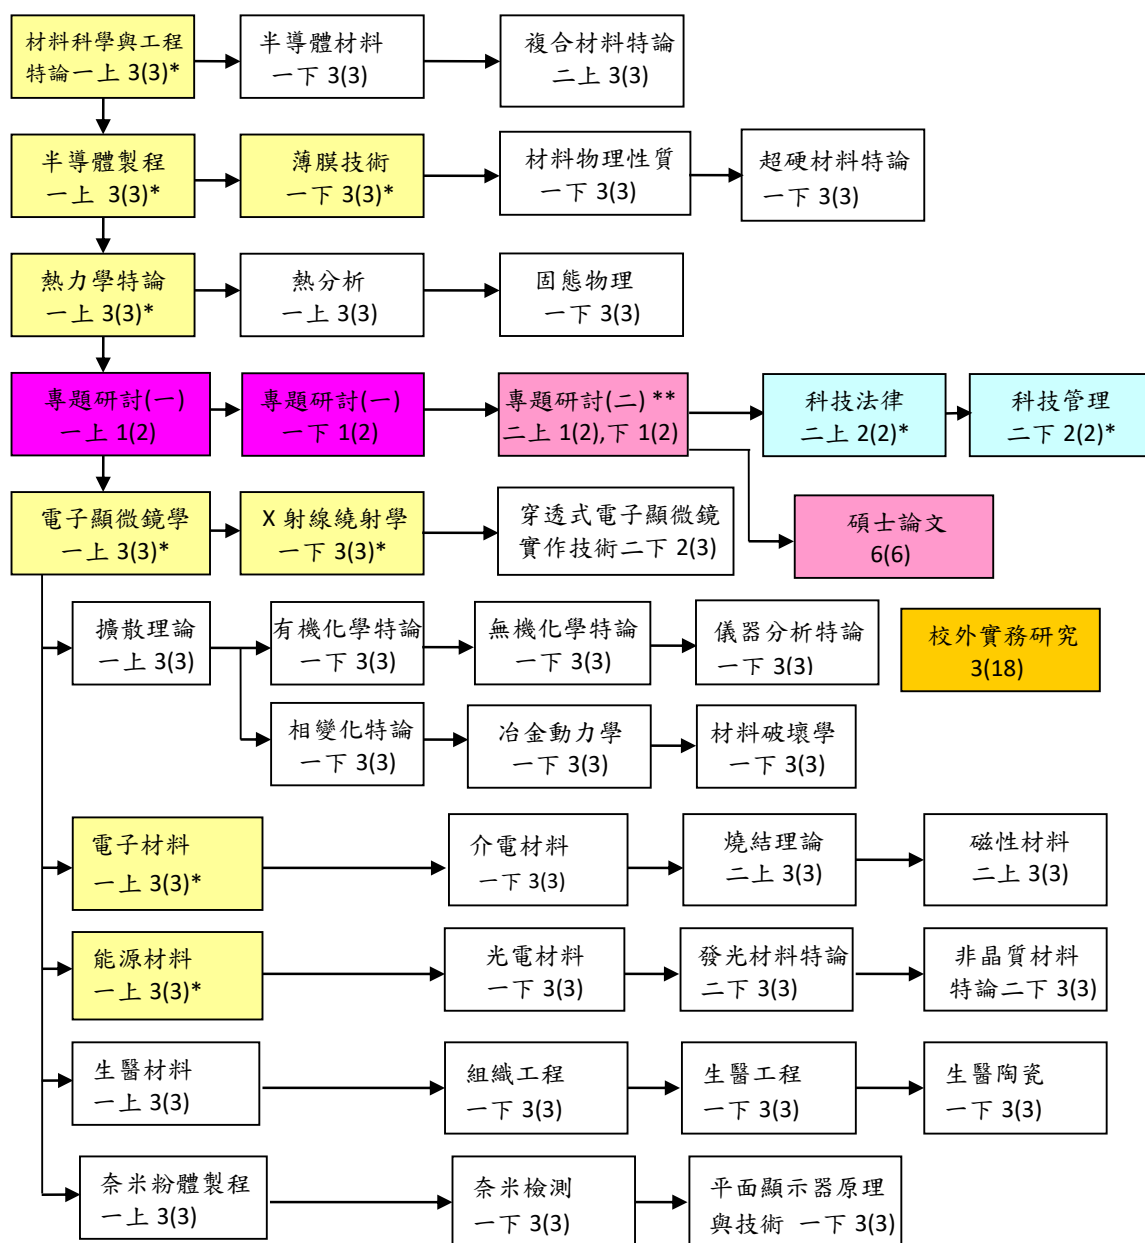 材料科學與工程
特論一上 3(3)*
半導體材料
一下 3(3)
複合材料特論
二上 3(3)
半導體製程
一上 3(3)*
薄膜技術
一下 3(3)*
材料物理性質
一下 3(3)
超硬材料特論
一下 3(3)
熱力學特論
一上 3(3)*
熱分析
一上 3(3)
固態物理
一下 3(3)
專題研討(一)
一上 1(2)
專題研討(一)
一下 1(2)
專題研討(二) **
二上 1(2),下 1(2)
科技法律
二上 2(2)*
科技管理
二下 2(2)*
電子顯微鏡學
一上 3(3)*
X 射線繞射學
一下 3(3)*
穿透式電子顯微鏡
實作技術二下 2(3)
碩士論文
6(6)
擴散理論
一上 3(3)
有機化學特論
一下 3(3)
無機化學特論
一下 3(3)
儀器分析特論
一下 3(3)
校外實務研究
3(18)
相變化特論
一下 3(3)
冶金動力學
一下 3(3)
材料破壞學
一下 3(3)
電子材料
一上 3(3)*
介電材料
一下 3(3)
燒結理論
二上 3(3)
磁性材料
二上 3(3)
能源材料
一上 3(3)*
光電材料
一下 3(3)
發光材料特論
二下 3(3)
非晶質材料
特論二下 3(3)
生醫材料
一上 3(3)
組織工程
一下 3(3)
生醫工程
一下 3(3)
生醫陶瓷
一下 3(3)
奈米粉體製程
一上 3(3)
奈米檢測
一下 3(3)
平面顯示器原理
與技術 一下 3(3)